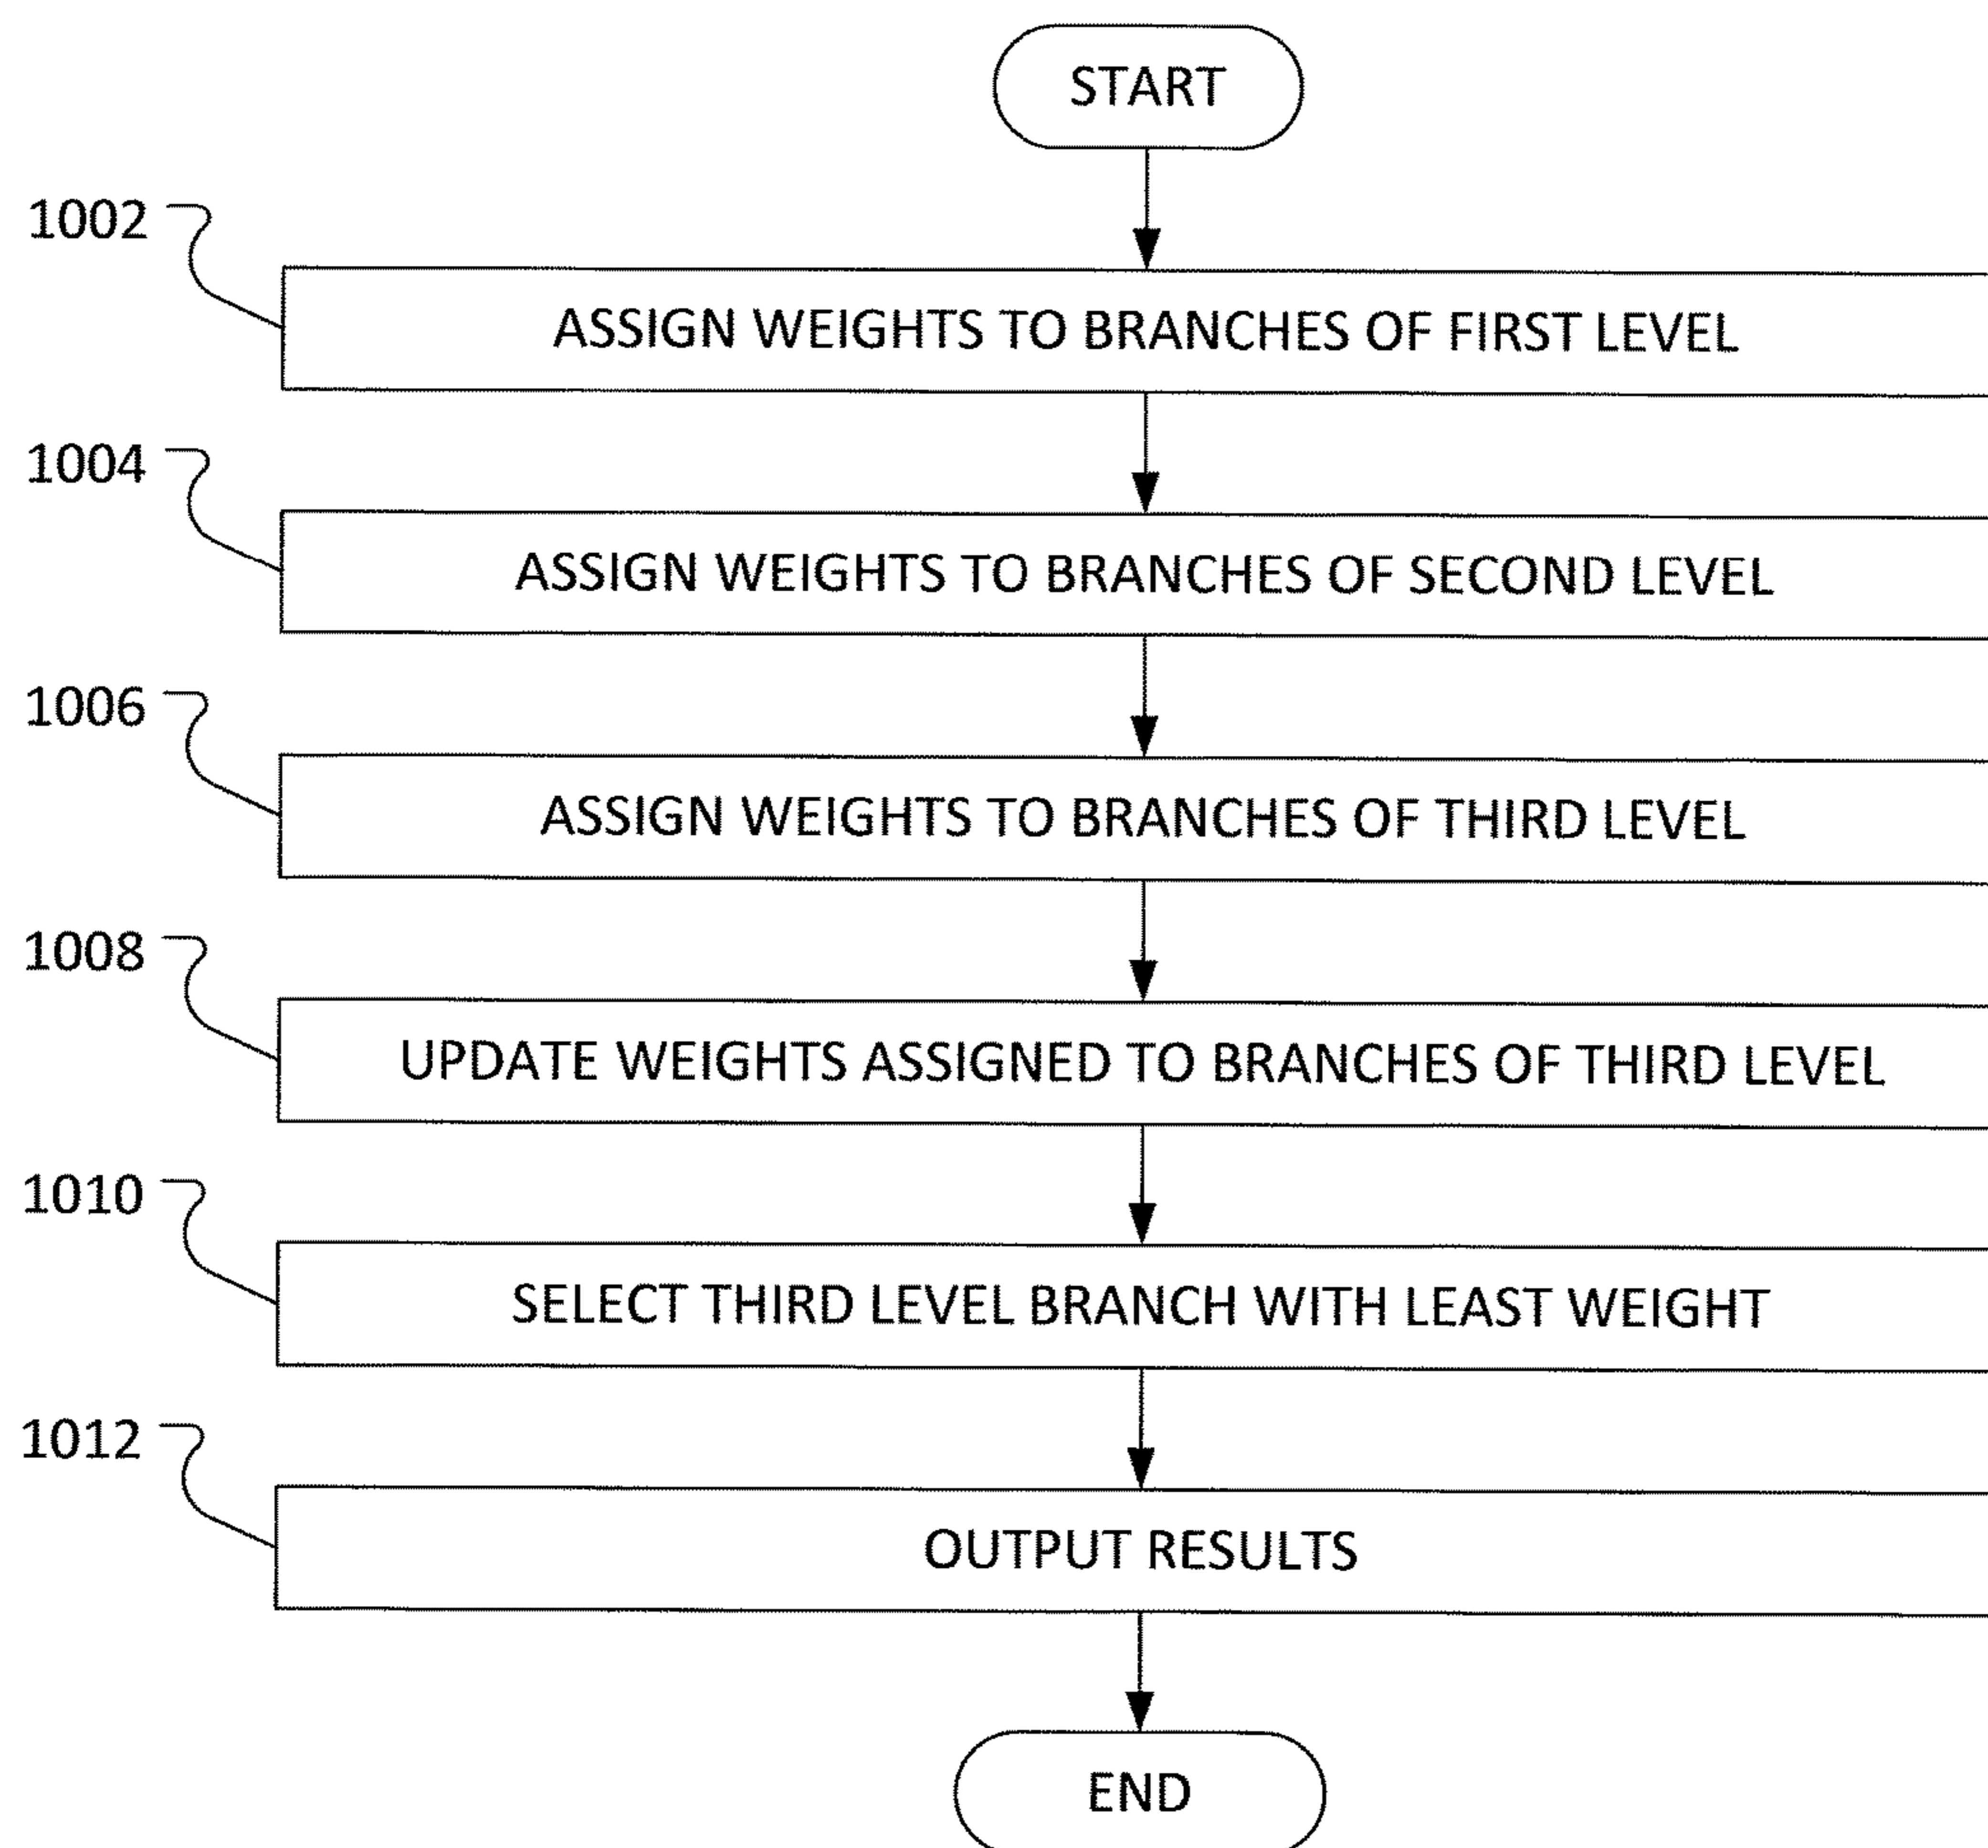 START
1002
ASSIGN WEIGHTS TO BRANCHES OF FIRST LEVEL
1004
ASSIGN WEIGHTS TO BRANCHES OF SECOND LEVEL
1006
ASSIGN WEIGHTS TO BRANCHES OF THIRD LEVEL
1008
UPDATE WEIGHTS ASSIGNED TO BRANCHES OF THIRD LEVEL
1010
SELECT THIRD LEVEL BRANCH WITH LEAST WEIGHT
1012
OUTPUT RESULTS
END